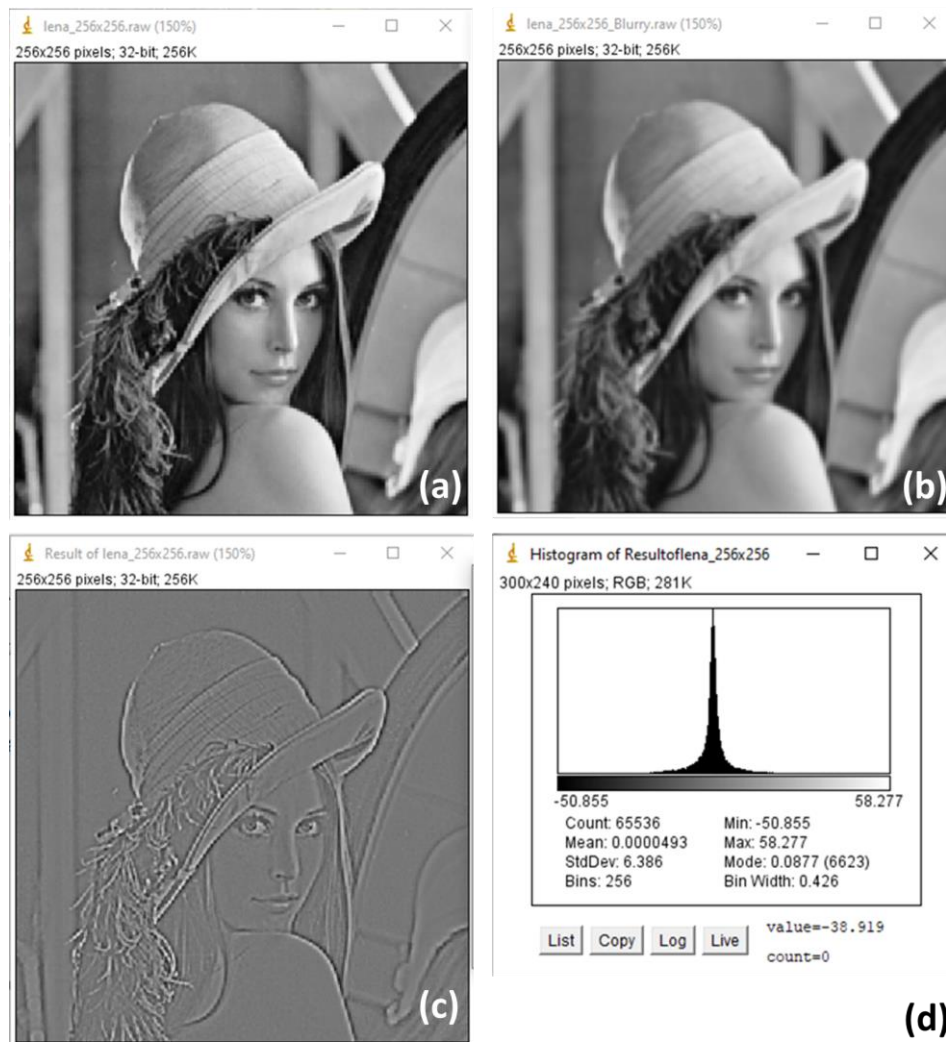 lena_256x256.raw (150%)
256x256 pixels; 32-bit; 256K
(a)
lena_256x256_Blurry.raw (150%)
256x256 pixels; 32-bit; 256K
(b)
Result of lena_256x256.raw (150%)
256x256 pixels; 32-bit; 256K
(c)
Histogram of Resultoflena_256x256
300x240 pixels; RGB; 281K
-50.855 58.277
Count: 65536 Min: -50.855
Mean: 0.0000493 Max: 58.277
StdDev: 6.386 Mode: 0.0877 (6623)
Bins: 256 Bin Width: 0.426
List Copy Log Live value=-38.919
count=0
(d)